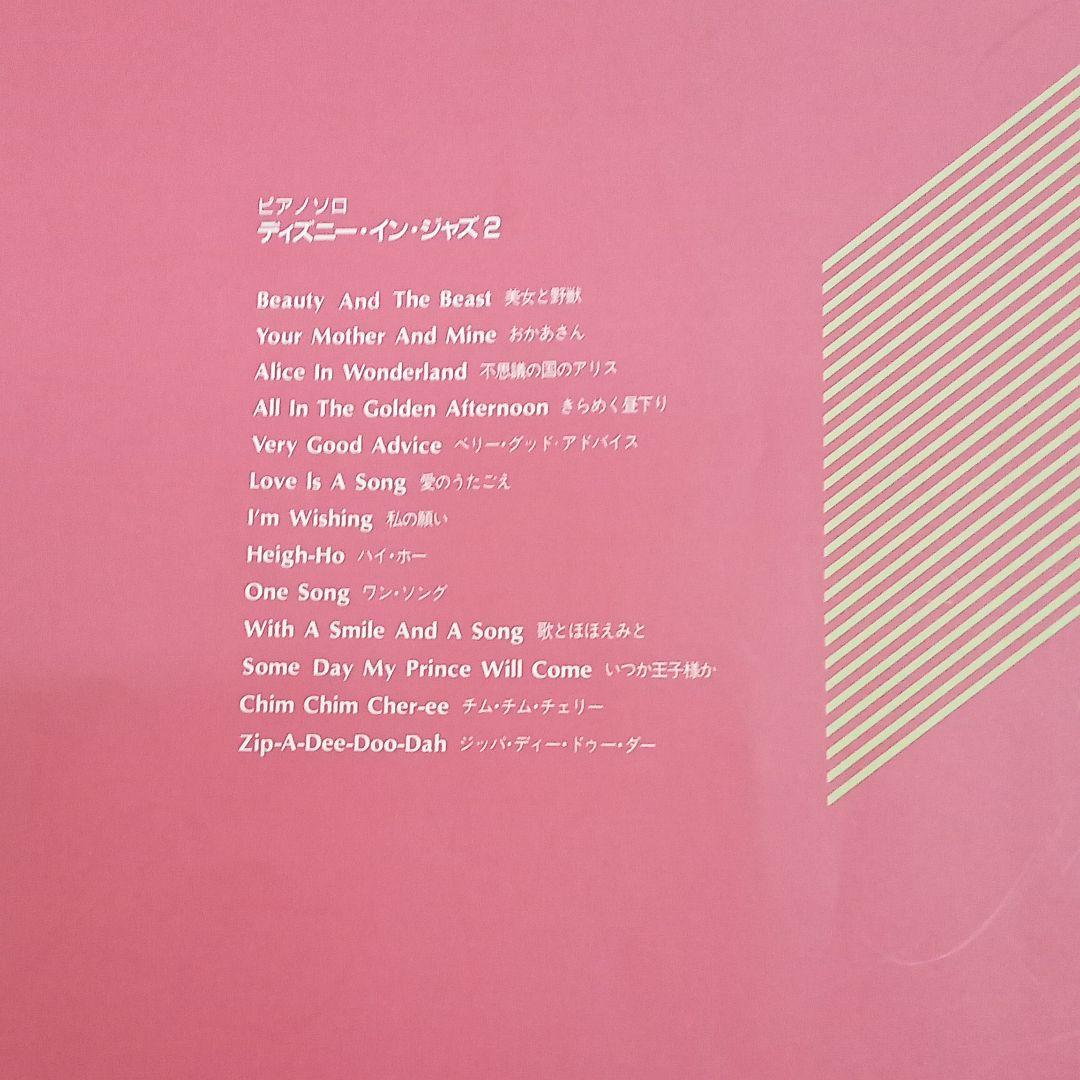 ピアノソロ
ディズニー・イン・ジャズ2
Beauty And The Beast 美女と野獣
Your Mother And Mine おかあさん
Alice In Wonderland 不思議の国のアリス
All In The Golden Afternoon きらめく昼下り
Very Good Advice ベリー・グッド・アドバイス
Love Is A Song 愛のうたごえ
I'm Wishing 私の願い
Heigh-Ho ハイ・ホー
One Song ワン・ソング
With A Smile And A Song 歌とほほえみと
Some Day My Prince Will Come いつか王子様が
Chim Chim Cher-ee チム・チム・チェリー
Zip-A-Dee-Doo-Dah ジッパ・ディー・ドゥー・ダー